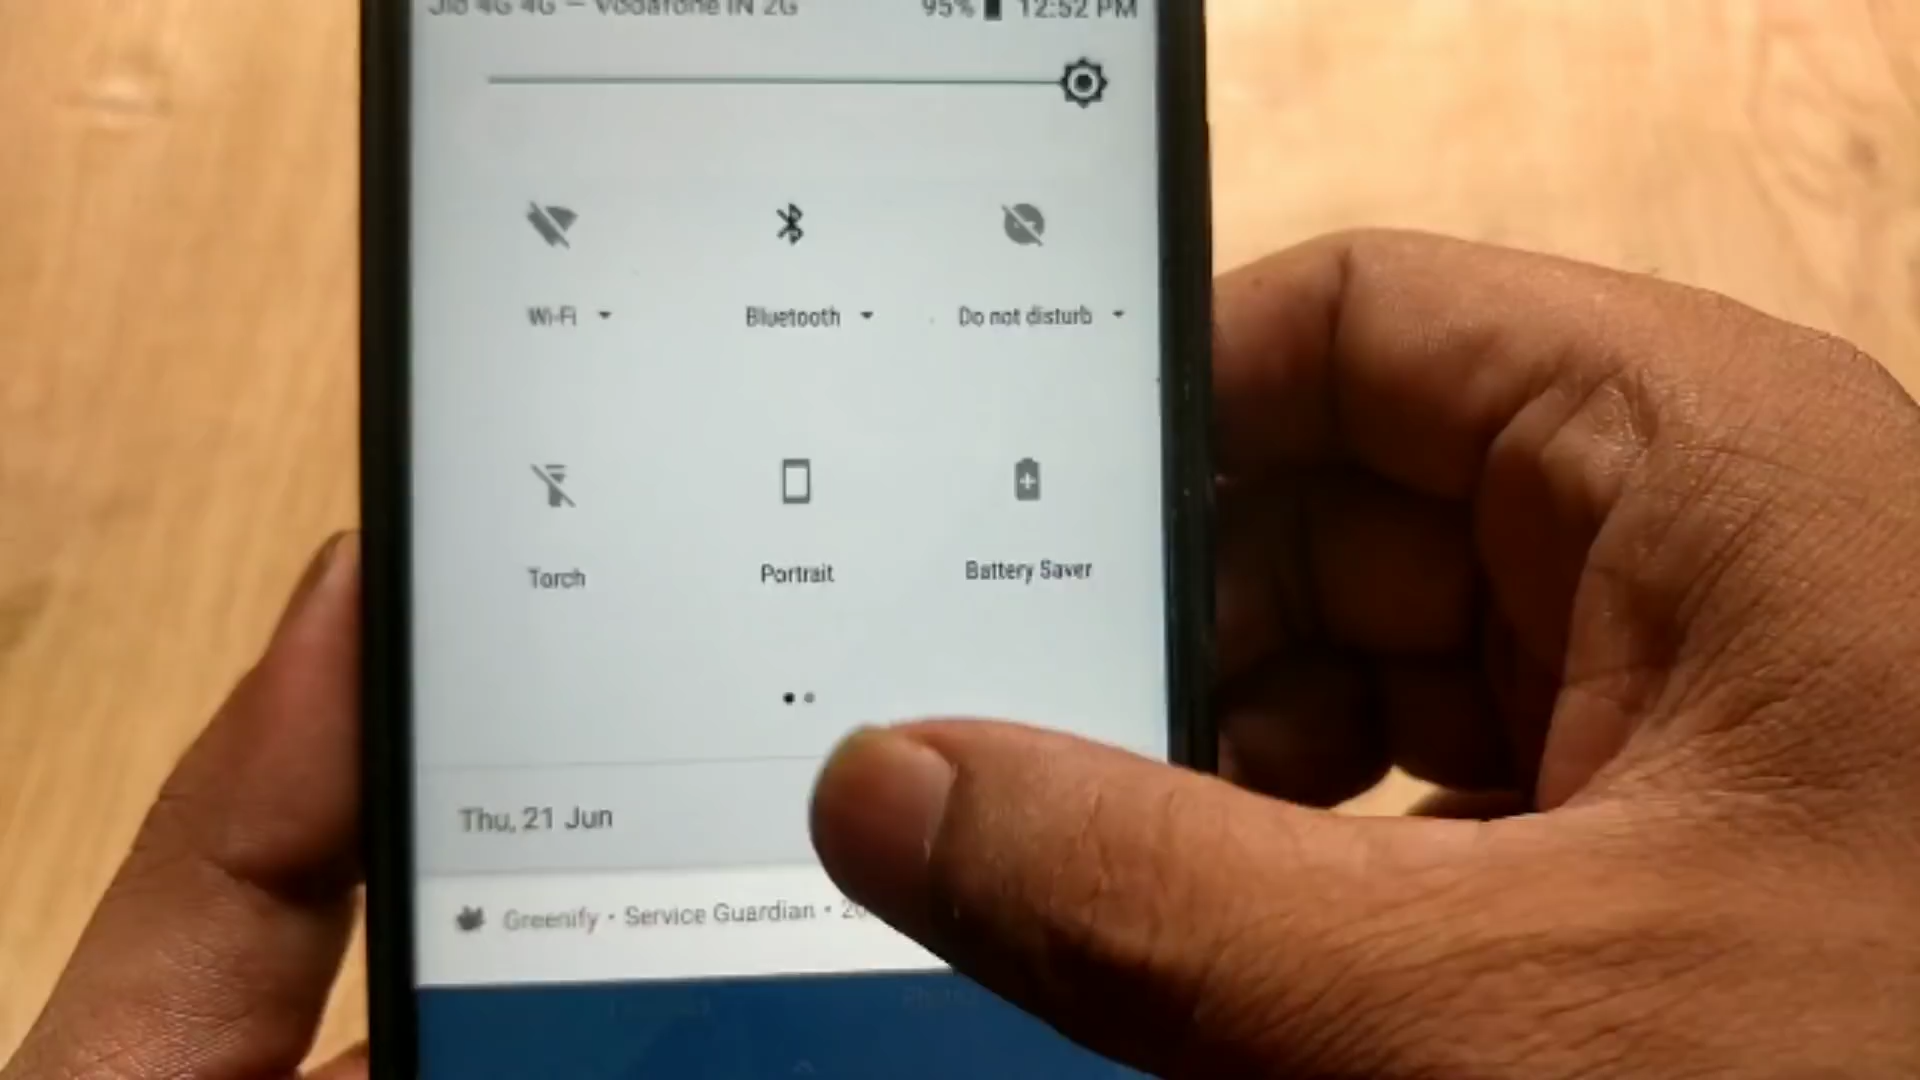 Jio 4G 4G — Vodafone IN 2G 95% 12:52 PM
Wi-Fi Bluetooth Do not disturb
Torch Portrait Battery Saver
Thu, 21 Jun
Greenify • Service Guardian •